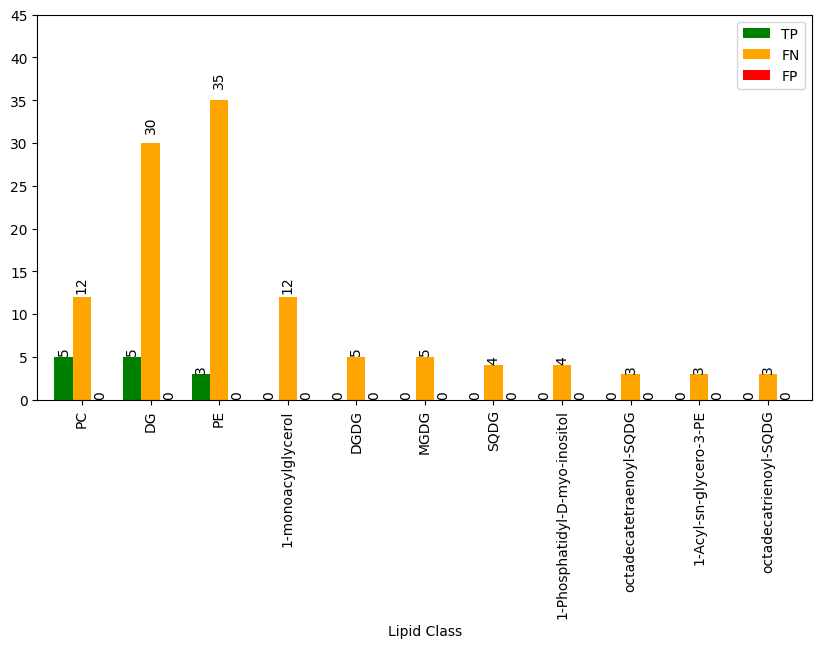 45
40
35
30
25
20
15
10
5
0
TP
FN
FP
5 12 0
5 30 0
3 35 0
0 12 0
0 5 0
0 5 0
0 4 0
0 4 0
0 3 0
0 3 0
0 3 0
PC
DG
PE
1-monoacylglycerol
DGDG
MGDG
SQDG
1-Phosphatidyl-D-myo-inositol
octadecatetraenoyl-SQDG
1-Acyl-sn-glycero-3-PE
octadecatrienoyl-SQDG
Lipid Class